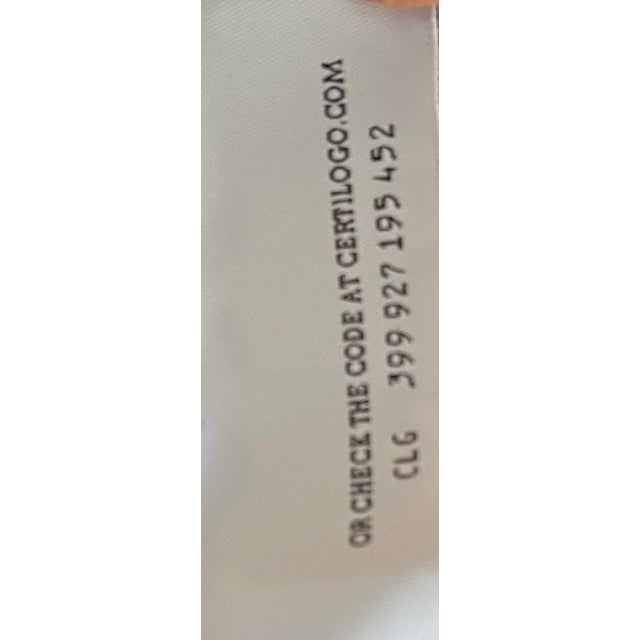 OR CHECK THE CODE AT CERTILOGO.COM
CLG 399 927 195 452